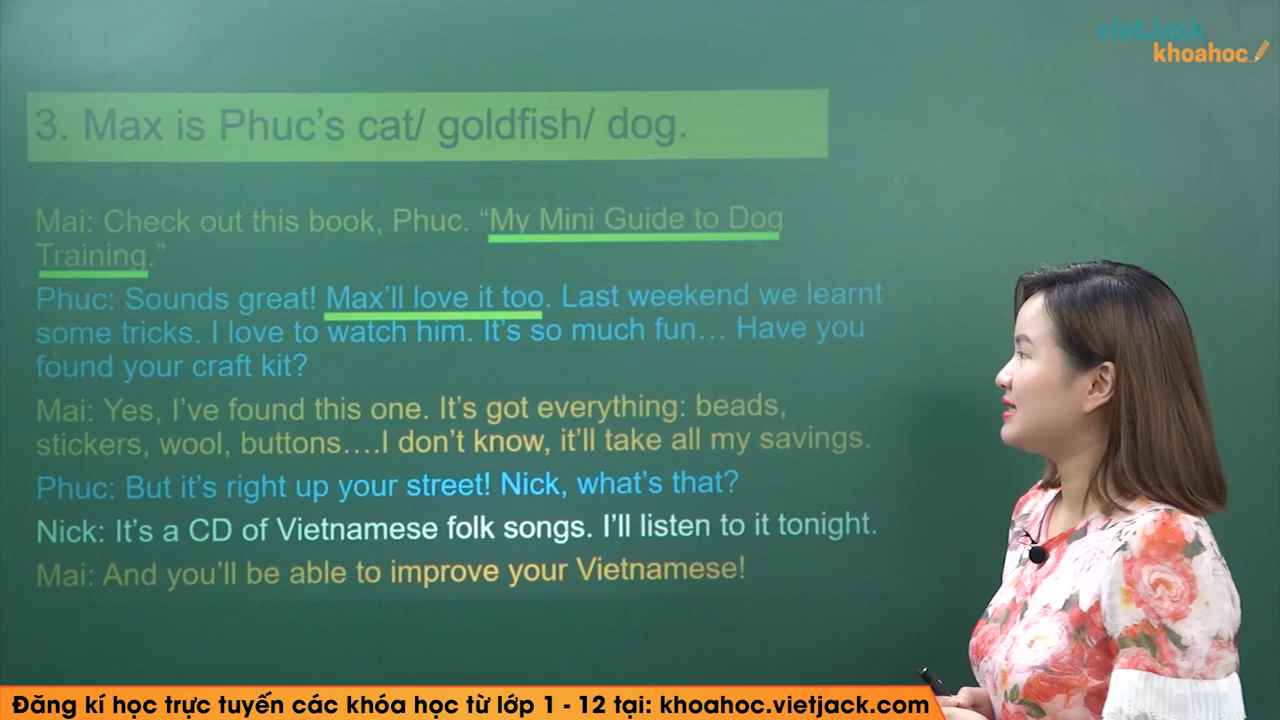 vietjack
khoahoc
3. Max is Phuc’s cat/ goldfish/ dog.
Mai: Check out this book, Phuc. “My Mini Guide to Dog
Training.”
Phuc: Sounds great! Max’ll love it too. Last weekend we learnt
some tricks. I love to watch him. It’s so much fun… Have you
found your craft kit?
Mai: Yes, I’ve found this one. It’s got everything: beads,
stickers, wool, buttons….I don’t know, it’ll take all my savings.
Phuc: But it’s right up your street! Nick, what’s that?
Nick: It’s a CD of Vietnamese folk songs. I’ll listen to it tonight.
Mai: And you’ll be able to improve your Vietnamese!
Đăng kí học trực tuyến các khóa học từ lớp 1 - 12 tại: khoahoc.vietjack.com